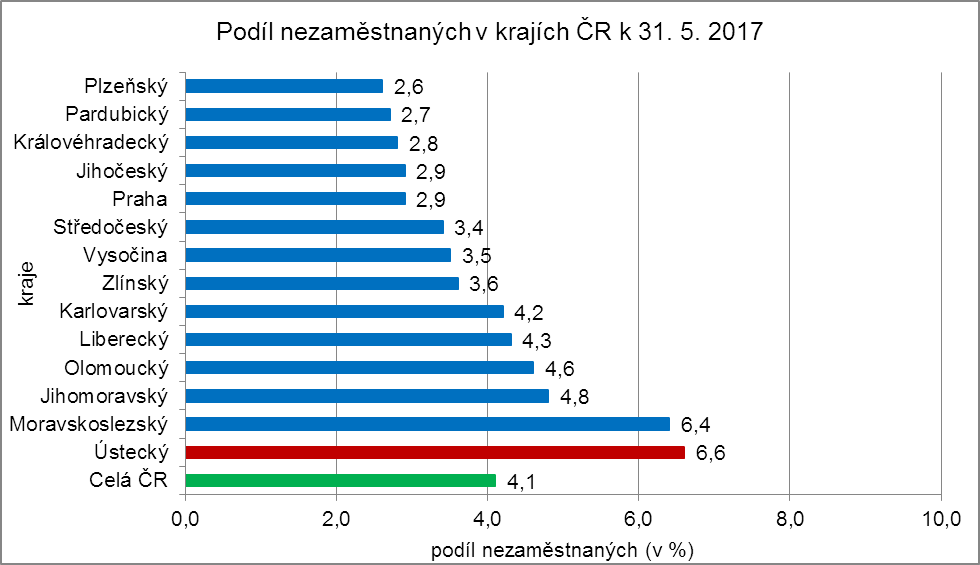 Podíl nezaměstnaných v krajích ČR k 31. 5. 2017
kraje
Plzeňský 2,6
Pardubický 2,7
Královéhradecký 2,8
Jihočeský 2,9
Praha 2,9
Středočeský 3,4
Vysočina 3,5
Zlínský 3,6
Karlovarský 4,2
Liberecký 4,3
Olomoucký 4,6
Jihomoravský 4,8
Moravskoslezský 6,4
Ústecký 6,6
Celá ČR 4,1
0,0 2,0 4,0 6,0 8,0 10,0
podíl nezaměstnaných (v %)